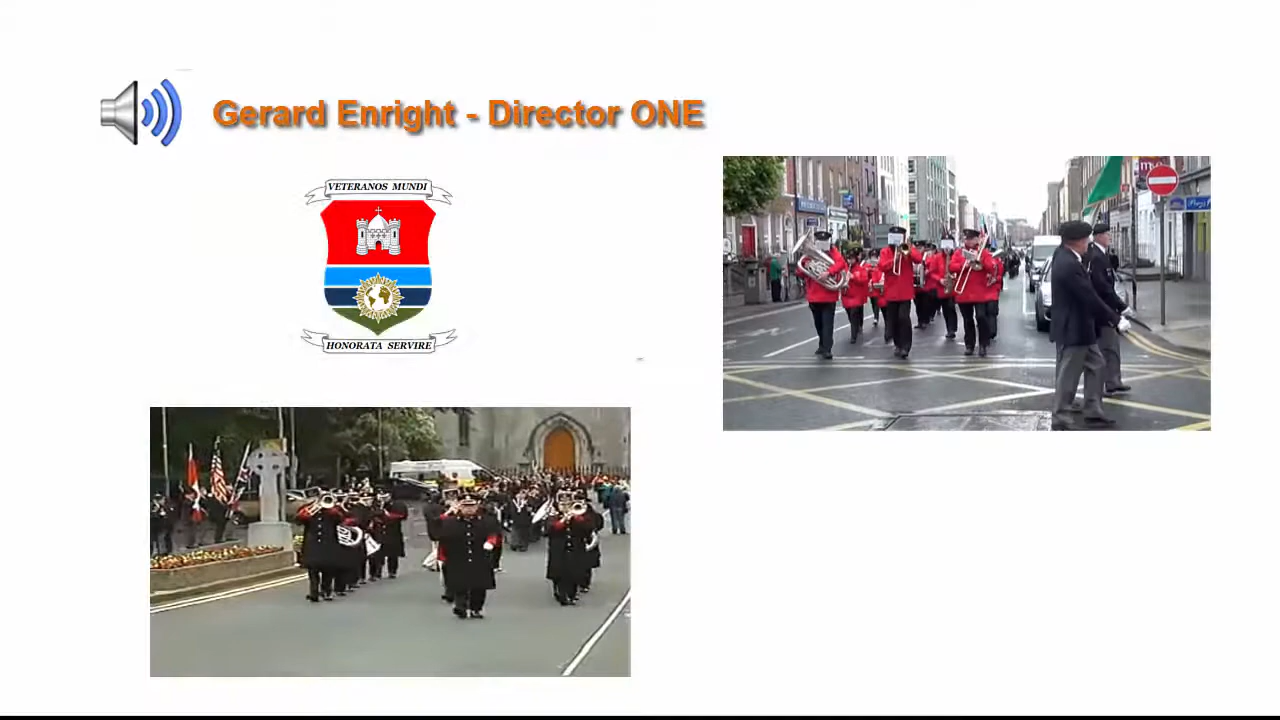 Gerard Enright - Director ONE
VETERANOS MUNDI
HONORATA SERVIRE